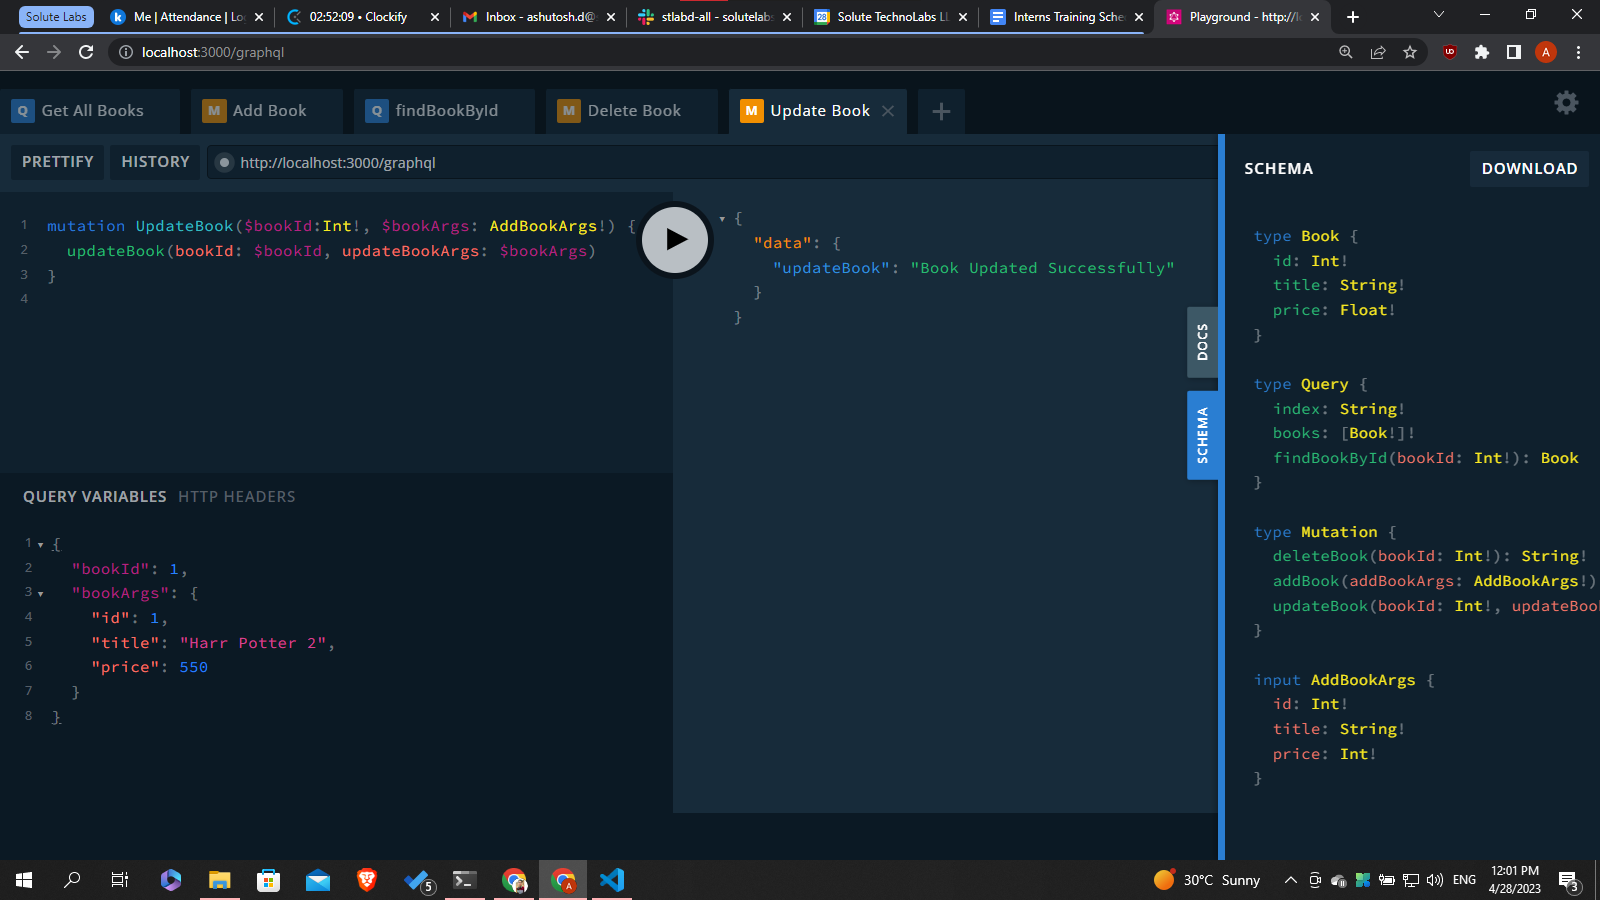 Solute Labs
Me | Attendance | Lo
02:52:09 • Clockify
Inbox - ashutosh.d@
stlabd-all - solutelabs
Solute TechnoLabs L
Interns Training Sche
Playground - http://l
localhost:3000/graphql
UD
A
Q Get All Books
M Add Book
Q findBookById
M Delete Book
M Update Book
PRETTIFY
HISTORY
http://localhost:3000/graphql
1 mutation UpdateBook($bookId:Int!, $bookArgs: AddBookArgs!) {
2 updateBook(bookId: $bookId, updateBookArgs: $bookArgs)
3 }
4
QUERY VARIABLES HTTP HEADERS
1 {
2 "bookId": 1,
3 "bookArgs": {
4 "id": 1,
5 "title": "Harr Potter 2",
6 "price": 550
7 }
8 }
{
"data": {
"updateBook": "Book Updated Successfully"
}
}
DOCS
SCHEMA
SCHEMA
DOWNLOAD
type Book {
id: Int!
title: String!
price: Float!
}
type Query {
index: String!
books: [Book!]!
findBookById(bookId: Int!): Book
}
type Mutation {
deleteBook(bookId: Int!): String!
addBook(addBookArgs: AddBookArgs!)
updateBook(bookId: Int!, updateBoo
}
input AddBookArgs {
id: Int!
title: String!
price: Int!
}
5
A
30°C Sunny
ENG
12:01 PM
4/28/2023
3